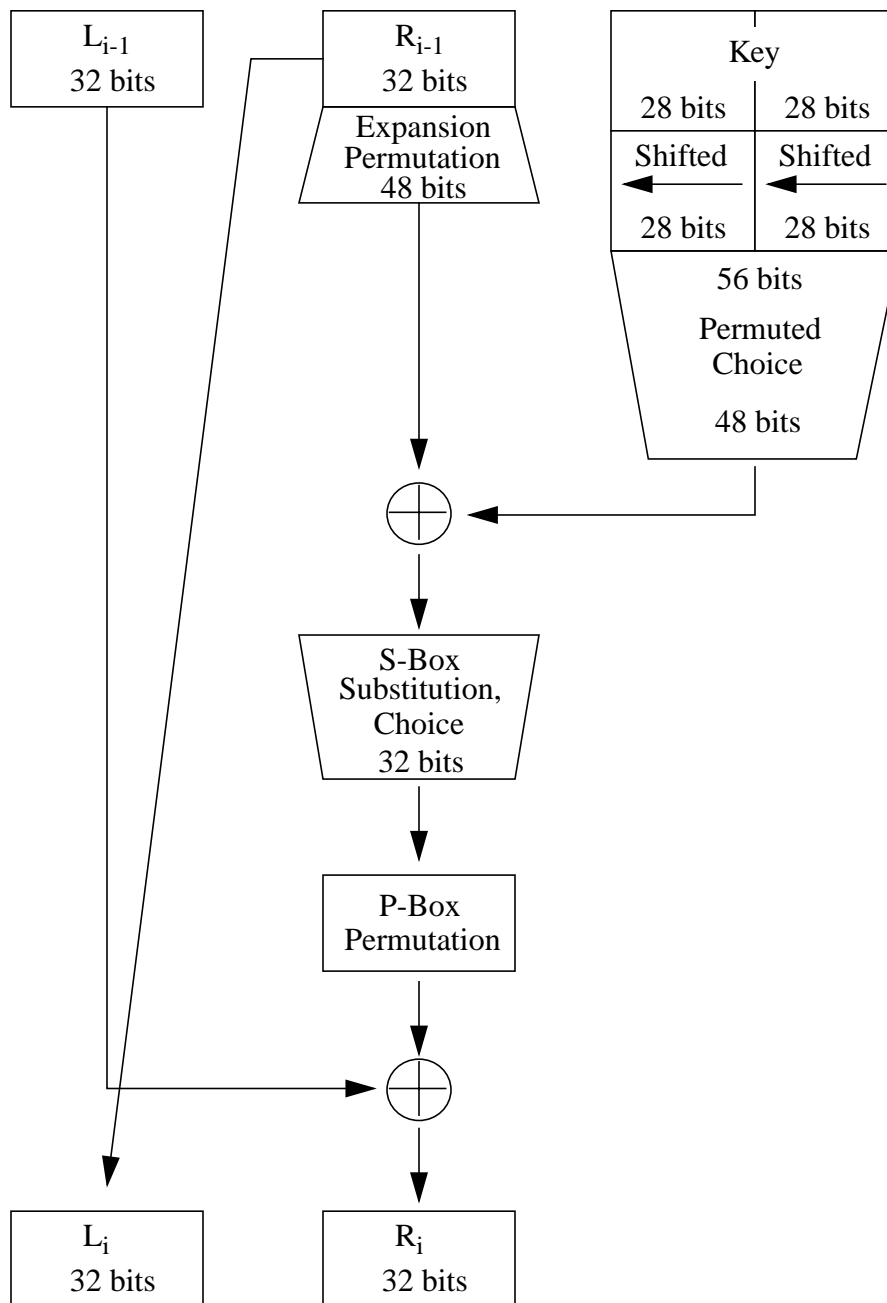 L_{i-1}
32 bits
R_{i-1}
32 bits
Expansion
Permutation
48 bits
Key
28 bits 28 bits
Shifted Shifted
28 bits 28 bits
56 bits
Permuted
Choice
48 bits
S-Box
Substitution,
Choice
32 bits
P-Box
Permutation
L_i
32 bits
R_i
32 bits